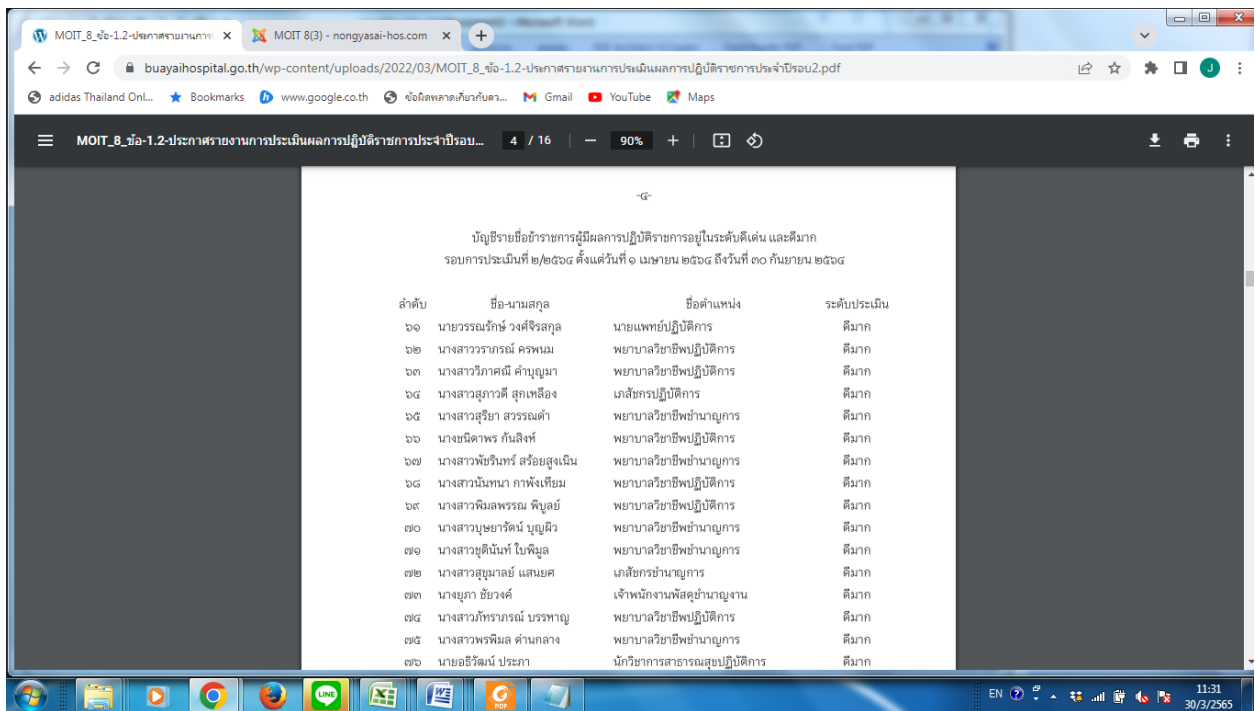 MOIT_8_ข้อ-1.2-ประกาศรายงานการ
MOIT 8(3) - nongyasai-hos.com
buayaihospital.go.th/wp-content/uploads/2022/03/MOIT_8_ข้อ-1.2-ประกาศรายงานการประเมินผลการปฏิบัติราชการประจำปีรอบ2.pdf
adidas Thailand Onl... Bookmarks www.google.co.th ข้อผิดพลาดเกี่ยวกับคว... Gmail YouTube Maps
MOIT_8_ข้อ-1.2-ประกาศรายงานการประเมินผลการปฏิบัติราชการประจำปีรอบ... 4 / 16 90%
-๔-
บัญชีรายชื่อข้าราชการผู้มีผลการปฏิบัติราชการอยู่ในระดับดีเด่น และดีมาก
รอบการประเมินที่ ๒/๒๕๖๔ ตั้งแต่วันที่ ๑ เมษายน ๒๕๖๔ ถึงวันที่ ๓๐ กันยายน ๒๕๖๔
ลำดับ ชื่อ-นามสกุล ชื่อตำแหน่ง ระดับประเมิน
๖๑ นายวรรณรักษ์ วงศ์จิรสกุล นายแพทย์ปฏิบัติการ ดีมาก
๖๒ นางสาววราภรณ์ ครพนม พยาบาลวิชาชีพปฏิบัติการ ดีมาก
๖๓ นางสาววิภาศณี คำบุญมา พยาบาลวิชาชีพปฏิบัติการ ดีมาก
๖๔ นางสาวสุภาวดี สุกเหลือง เภสัชกรปฏิบัติการ ดีมาก
๖๕ นางสาวสุริยา สวรรณดำ พยาบาลวิชาชีพชำนาญการ ดีมาก
๖๖ นางชนิดาพร กันสิงห์ พยาบาลวิชาชีพปฏิบัติการ ดีมาก
๖๗ นางสาวพัชรินทร์ สร้อยสูงเนิน พยาบาลวิชาชีพชำนาญการ ดีมาก
๖๘ นางสาวนันทนา กาพังเทียม พยาบาลวิชาชีพปฏิบัติการ ดีมาก
๖๙ นางสาวพิมลพรรณ พิบูลย์ พยาบาลวิชาชีพปฏิบัติการ ดีมาก
๗๐ นางสาวบุษยารัตน์ บุญผิว พยาบาลวิชาชีพชำนาญการ ดีมาก
๗๑ นางสาวชุตินันท์ ใบพิมูล พยาบาลวิชาชีพชำนาญการ ดีมาก
๗๒ นางสาวสุขุมาลย์ แสนยศ เภสัชกรชำนาญการ ดีมาก
๗๓ นางยุภา ชัยวงค์ เจ้าพนักงานพัสดุชำนาญงาน ดีมาก
๗๔ นางสาวภัทราภรณ์ บรรหาญ พยาบาลวิชาชีพปฏิบัติการ ดีมาก
๗๕ นางสาวพรพิมล ด่านกลาง พยาบาลวิชาชีพชำนาญการ ดีมาก
๗๖ นายอธิวัฒน์ ประภา นักวิชาการสาธารณสุขปฏิบัติการ ดีมาก
EN 11:31
30/3/2565